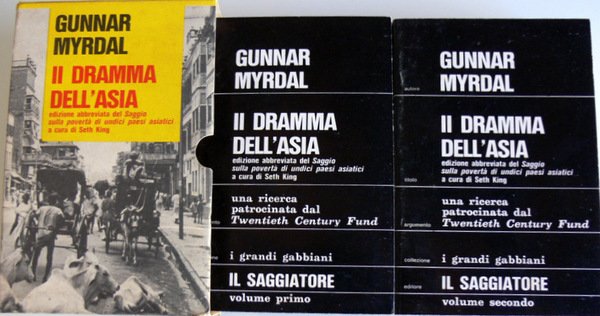 GUNNAR
MYRDAL
Il DRAMMA
DELL'ASIA
edizione abbreviata del Saggio
sulla povertà di undici paesi asiatici
a cura di Seth King
GUNNAR
MYRDAL
Il DRAMMA
DELL'ASIA
edizione abbreviata del Saggio
sulla povertà di undici paesi asiatici
a cura di Seth King
una ricerca
patrocinata dal
Twentieth Century Fund
i grandi gabbiani
IL SAGGIATORE
volume primo
GUNNAR
MYRDAL
autore
Il DRAMMA
DELL'ASIA
edizione abbreviata del Saggio
sulla povertà di undici paesi asiatici
titolo
a cura di Seth King
una ricerca
patrocinata dal
argomento
Twentieth Century Fund
collezione
i grandi gabbiani
editore
IL SAGGIATORE
volume secondo